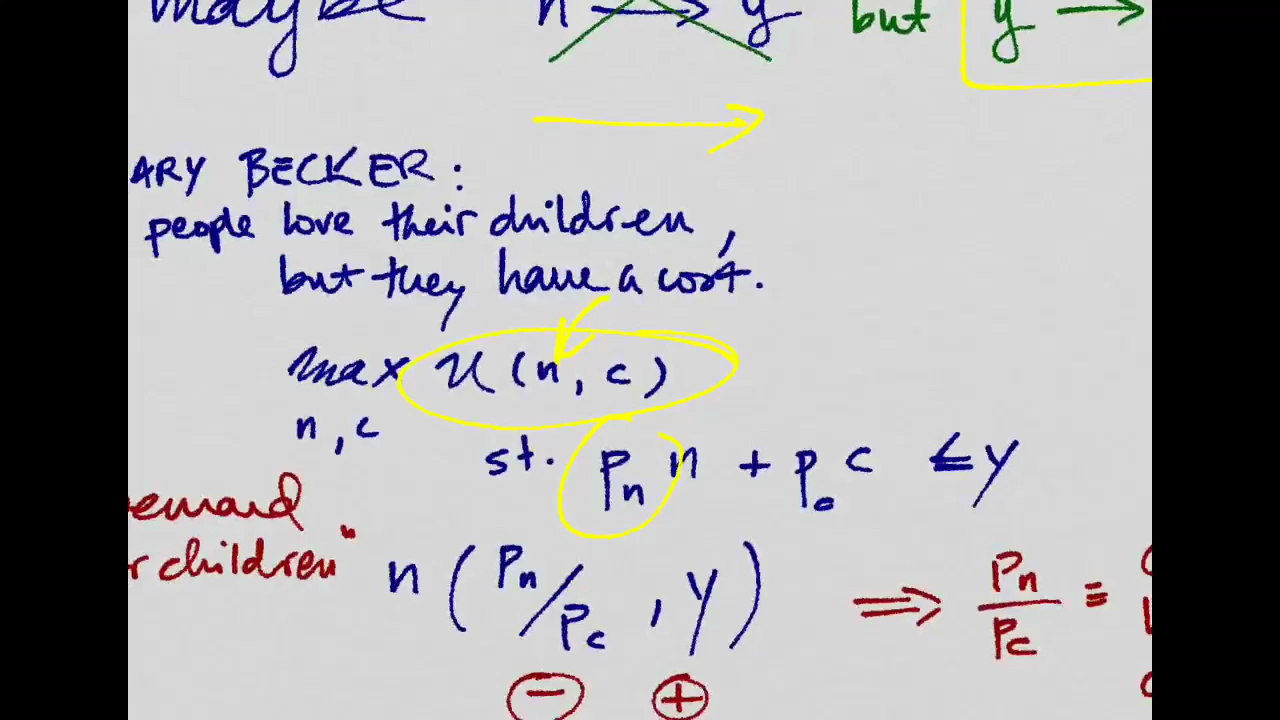 maybe n → y but y →
ARY BECKER:
people love their children,
but they have a cost.
max U(n, c)
n, c
st. pn n + pc c ≤ y
emand
r children"
n (Pn/Pc, y) ⇒ Pn/Pc ≡
− +